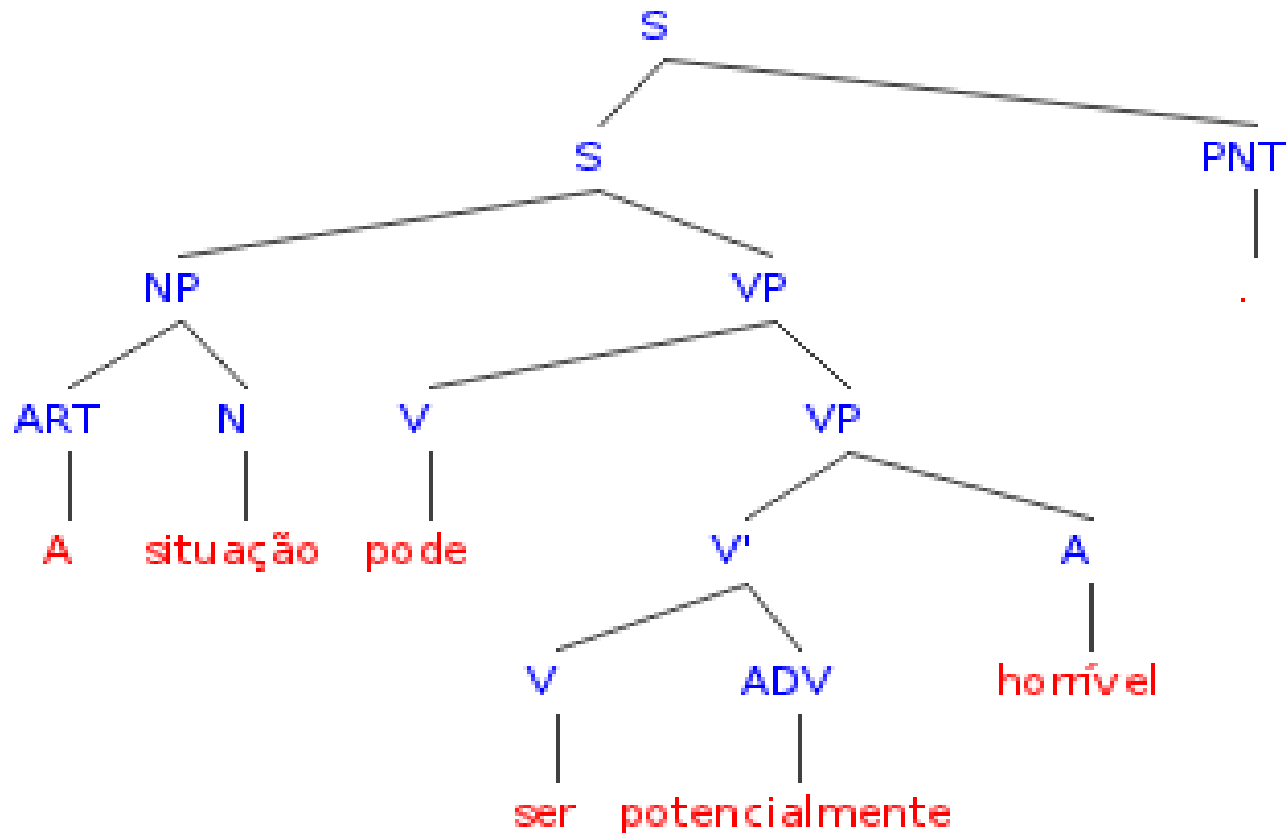 S
S PNT
NP VP .
ART N V VP
A situação pode V' A
V ADV horrível
ser potencialmente